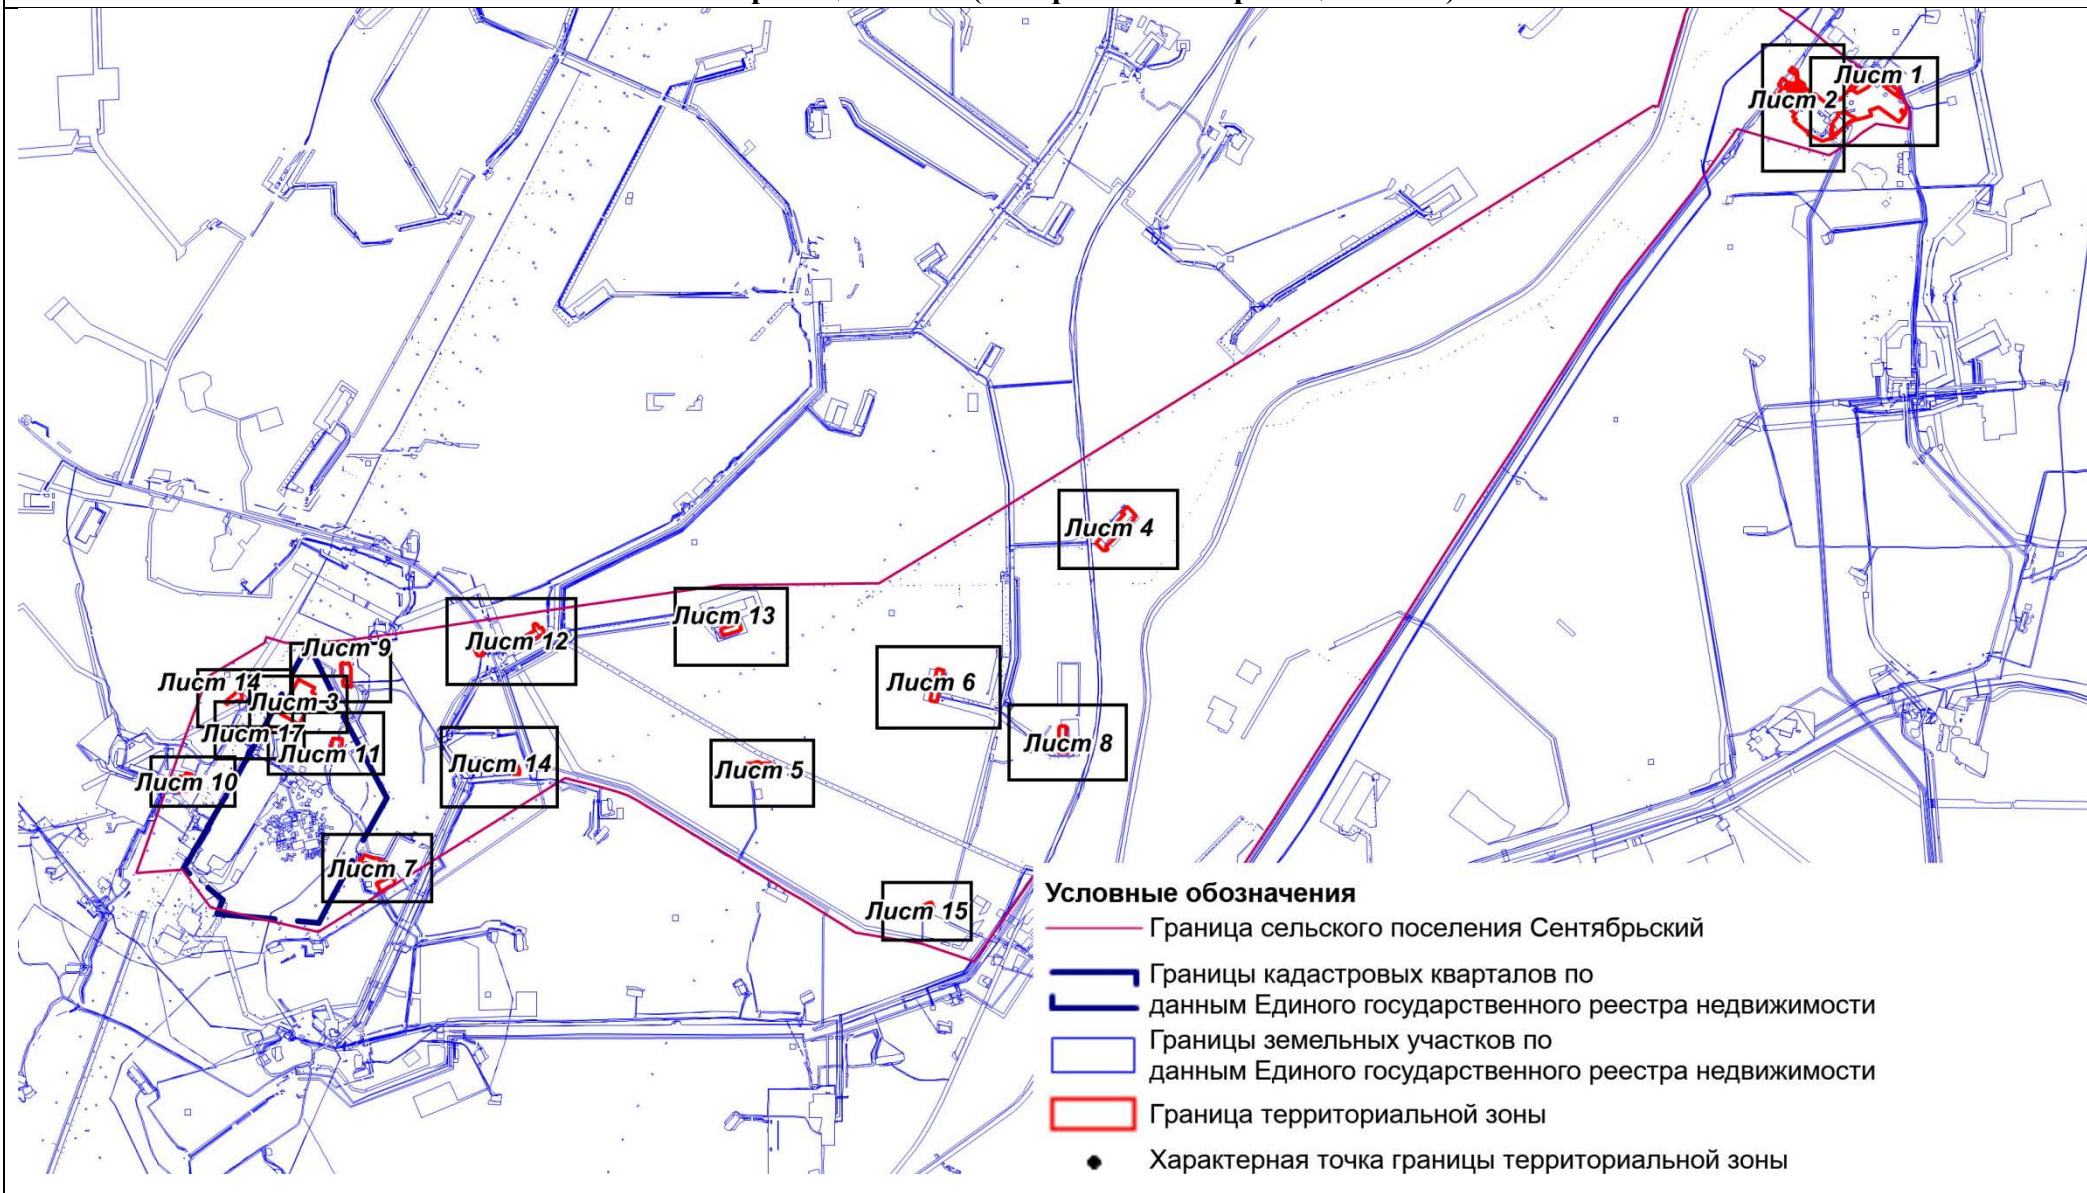 Лист 1
Лист 2
Лист 4
Лист 13
Лист 12
Лист 9
Лист 14
Лист 6
Лист 3
Лист 17
Лист 8
Лист 11
Лист 14
Лист 5
Лист 10
Лист 7
Лист 15
Условные обозначения
Граница сельского поселения Сентябрьский
Границы кадастровых кварталов по
данным Единого государственного реестра недвижимости
Границы земельных участков по
данным Единого государственного реестра недвижимости
Граница территориальной зоны
Характерная точка границы территориальной зоны